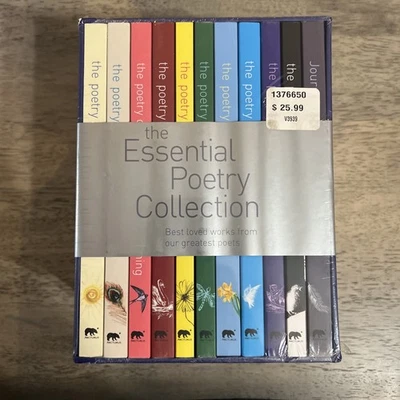 the poetry
the poetry
the poetry
the poetry
the poetry
the poetry
the poetry
the poetry
the
the
Jour
1376650
$ 25.99
V3939
the
Essential
Poetry
Collection
Best loved works from
our greatest poets
ning